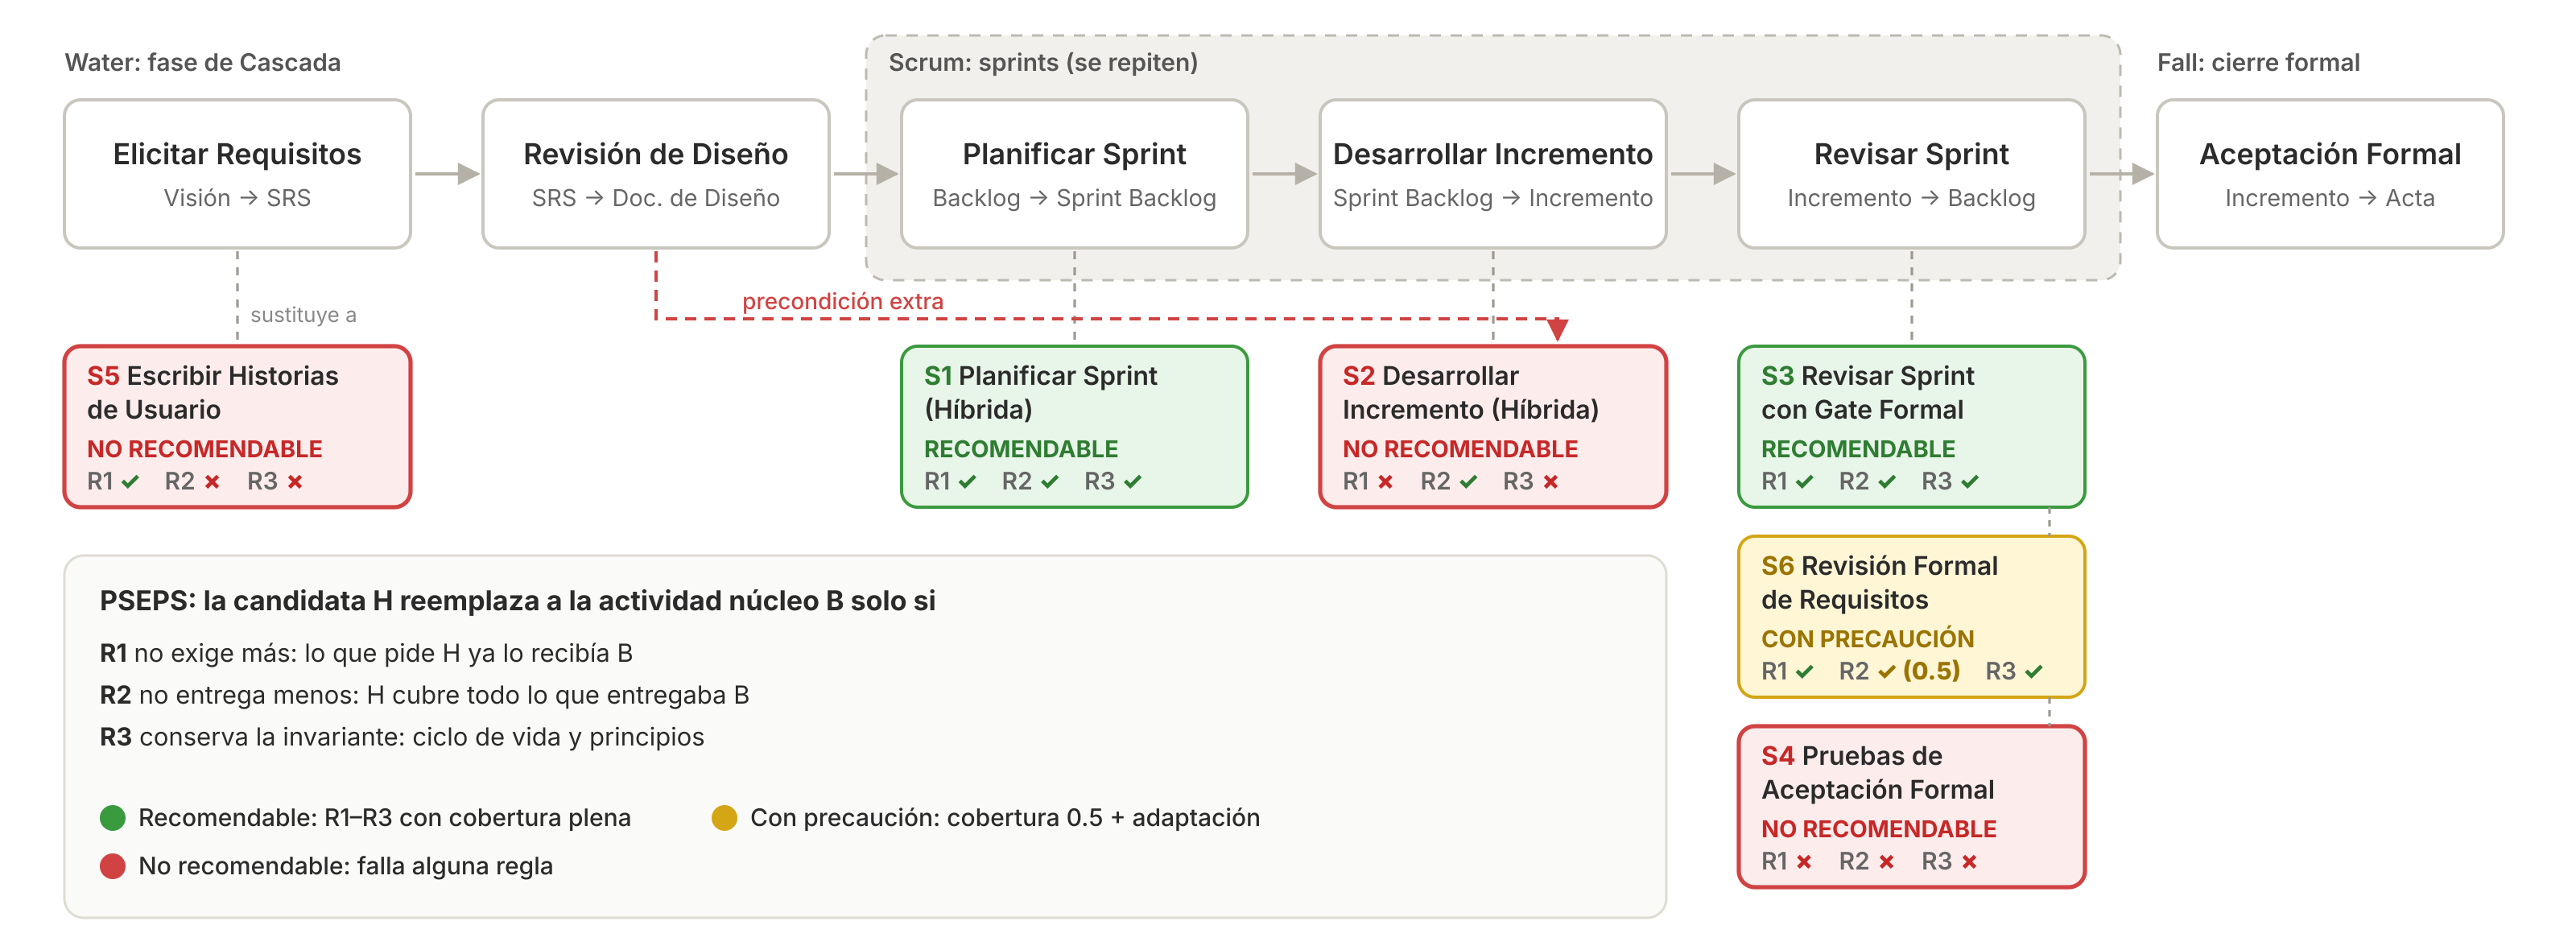 Water: fase de Cascada
Scrum: sprints (se repiten)
Fall: cierre formal
Elicitar Requisitos
Visión → SRS
Revisión de Diseño
SRS → Doc. de Diseño
Planificar Sprint
Backlog → Sprint Backlog
Desarrollar Incremento
Sprint Backlog → Incremento
Revisar Sprint
Incremento → Backlog
Aceptación Formal
Incremento → Acta
sustituye a
precondición extra
S5 Escribir Historias
de Usuario
NO RECOMENDABLE
R1 ✓ R2 ✗ R3 ✗
S1 Planificar Sprint
(Híbrida)
RECOMENDABLE
R1 ✓ R2 ✓ R3 ✓
S2 Desarrollar
Incremento (Híbrida)
NO RECOMENDABLE
R1 ✗ R2 ✓ R3 ✗
S3 Revisar Sprint
con Gate Formal
RECOMENDABLE
R1 ✓ R2 ✓ R3 ✓
S6 Revisión Formal
de Requisitos
CON PRECAUCIÓN
R1 ✓ R2 ✓ (0.5) R3 ✓
S4 Pruebas de
Aceptación Formal
NO RECOMENDABLE
R1 ✗ R2 ✗ R3 ✗
PSEPS: la candidata H reemplaza a la actividad núcleo B solo si
R1 no exige más: lo que pide H ya lo recibía B
R2 no entrega menos: H cubre todo lo que entregaba B
R3 conserva la invariante: ciclo de vida y principios
Recomendable: R1–R3 con cobertura plena
Con precaución: cobertura 0.5 + adaptación
No recomendable: falla alguna regla